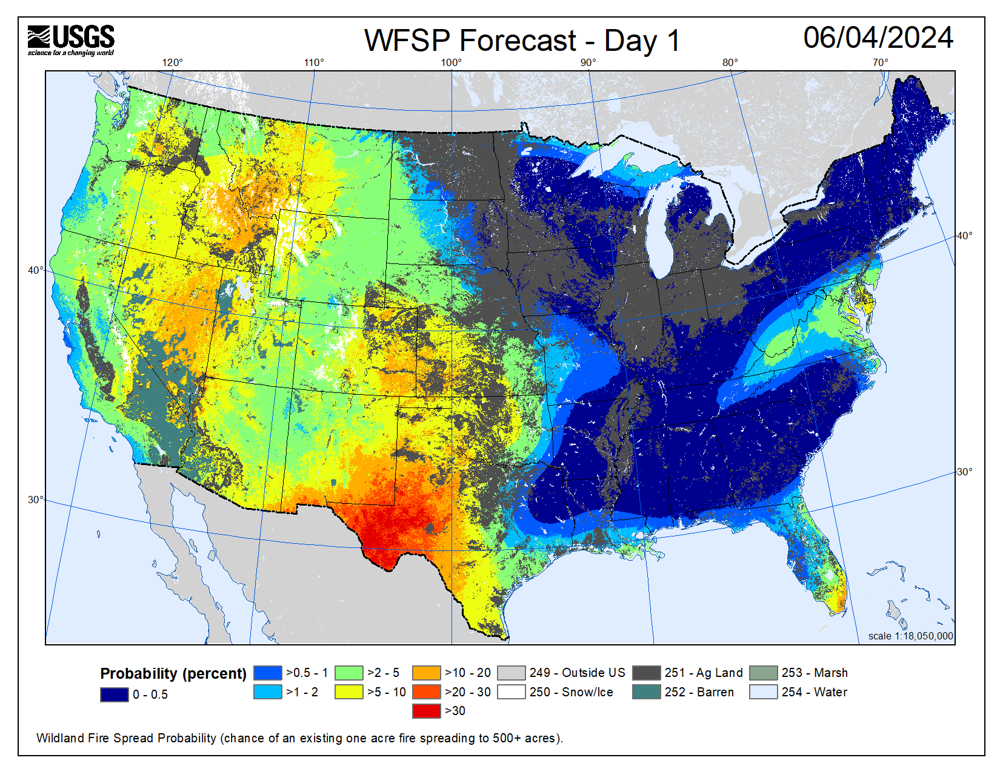 USGS
science for a changing world
WFSP Forecast - Day 1
06/04/2024
120° 110° 100° 90° 80° 70°
40°
40°
30°
30°
scale 1:18,050,000
Probability (percent)
0 - 0.5
>0.5 - 1 >2 - 5 >10 - 20 249 - Outside US 251 - Ag Land 253 - Marsh
>1 - 2 >5 - 10 >20 - 30 250 - Snow/Ice 252 - Barren 254 - Water
>30
Wildland Fire Spread Probability (chance of an existing one acre fire spreading to 500+ acres).